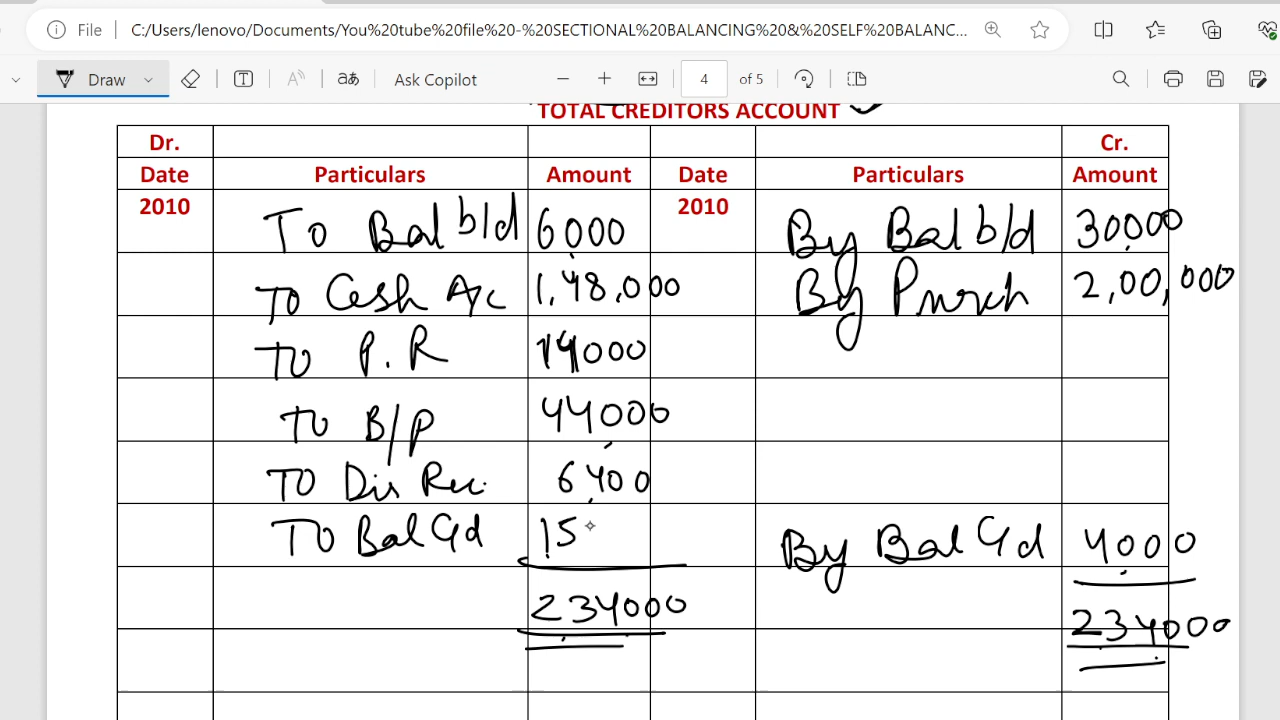 File C:/Users/lenovo/Documents/You%20tube%20file%20-%20SECTIONAL%20BALANCING%20&%20SELF%20BALANC...
Draw Ask Copilot 4 of 5
TOTAL CREDITORS ACCOUNT
Dr. Cr.
Date Particulars Amount Date Particulars Amount
2010 To Bal b/d 6000 2010 By Bal b/d 30000
To Cash A/c 1,48,000 By Purch 2,00,000
To P.R 14000
To B/P 44000
To Dis Rec. 6400
To Bal c/d 15 By Bal c/d 4000
234000 234000